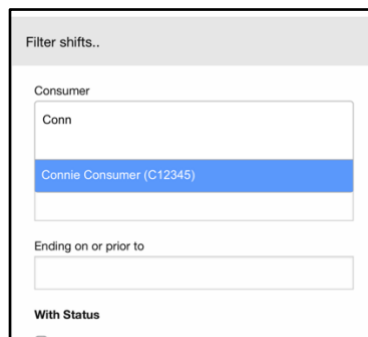 Filter shifts..
Consumer
Conn
Connie Consumer (C12345)
Ending on or prior to
With Status